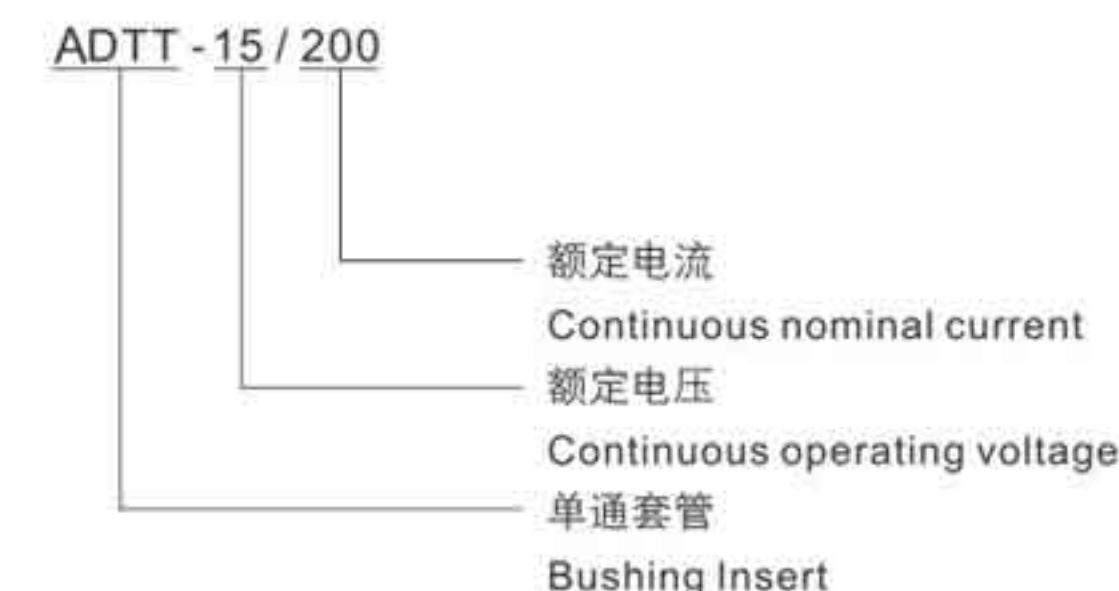 ADTT - 15 / 200
额定电流
Continuous nominal current
额定电压
Continuous operating voltage
单通套管
Bushing Insert